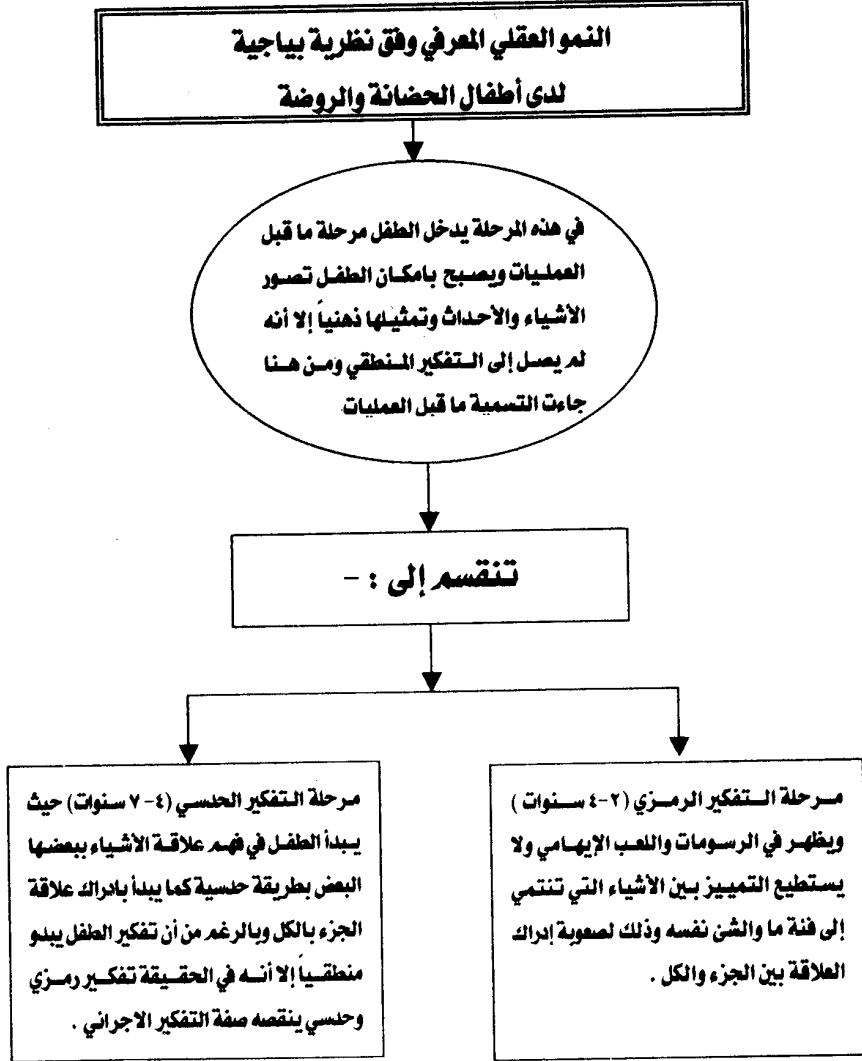 النمو العقلي المعرفي وفق نظرية بياجية
لدى أطفال الحضانة والروضة
في هذه المرحلة يدخل الطفل مرحلة ما قبل
العمليات ويصبح بامكان الطفل تصور
الأشياء والأحداث وتمثيلها ذهنياً إلا أنه
لم يصل إلى التفكير المنطقي ومن هنا
جاءت التسمية ما قبل العمليات
تنقسم إلى : -
مرحلة التفكير الرمزي (٢-٤ سنوات )
ويظهر في الرسومات واللعب الإيهامي ولا
يستطيع التمييز بين الأشياء التي تنتمي
إلى فئة ما والشئ نفسه وذلك لصعوبة إدراك
العلاقة بين الجزء والكل .
مرحلة التفكير الحدسي (٤- ٧ سنوات) حيث
يبدأ الطفل في فهم علاقة الأشياء ببعضها
البعض بطريقة حدسية كما يبدأ بادراك علاقة
الجزء بالكل وبالرغم من أن تفكير الطفل يبدو
منطقياً إلا أنه في الحقيقة تفكير رمزي
وحدسي ينقصه صفة التفكير الاجرائي .